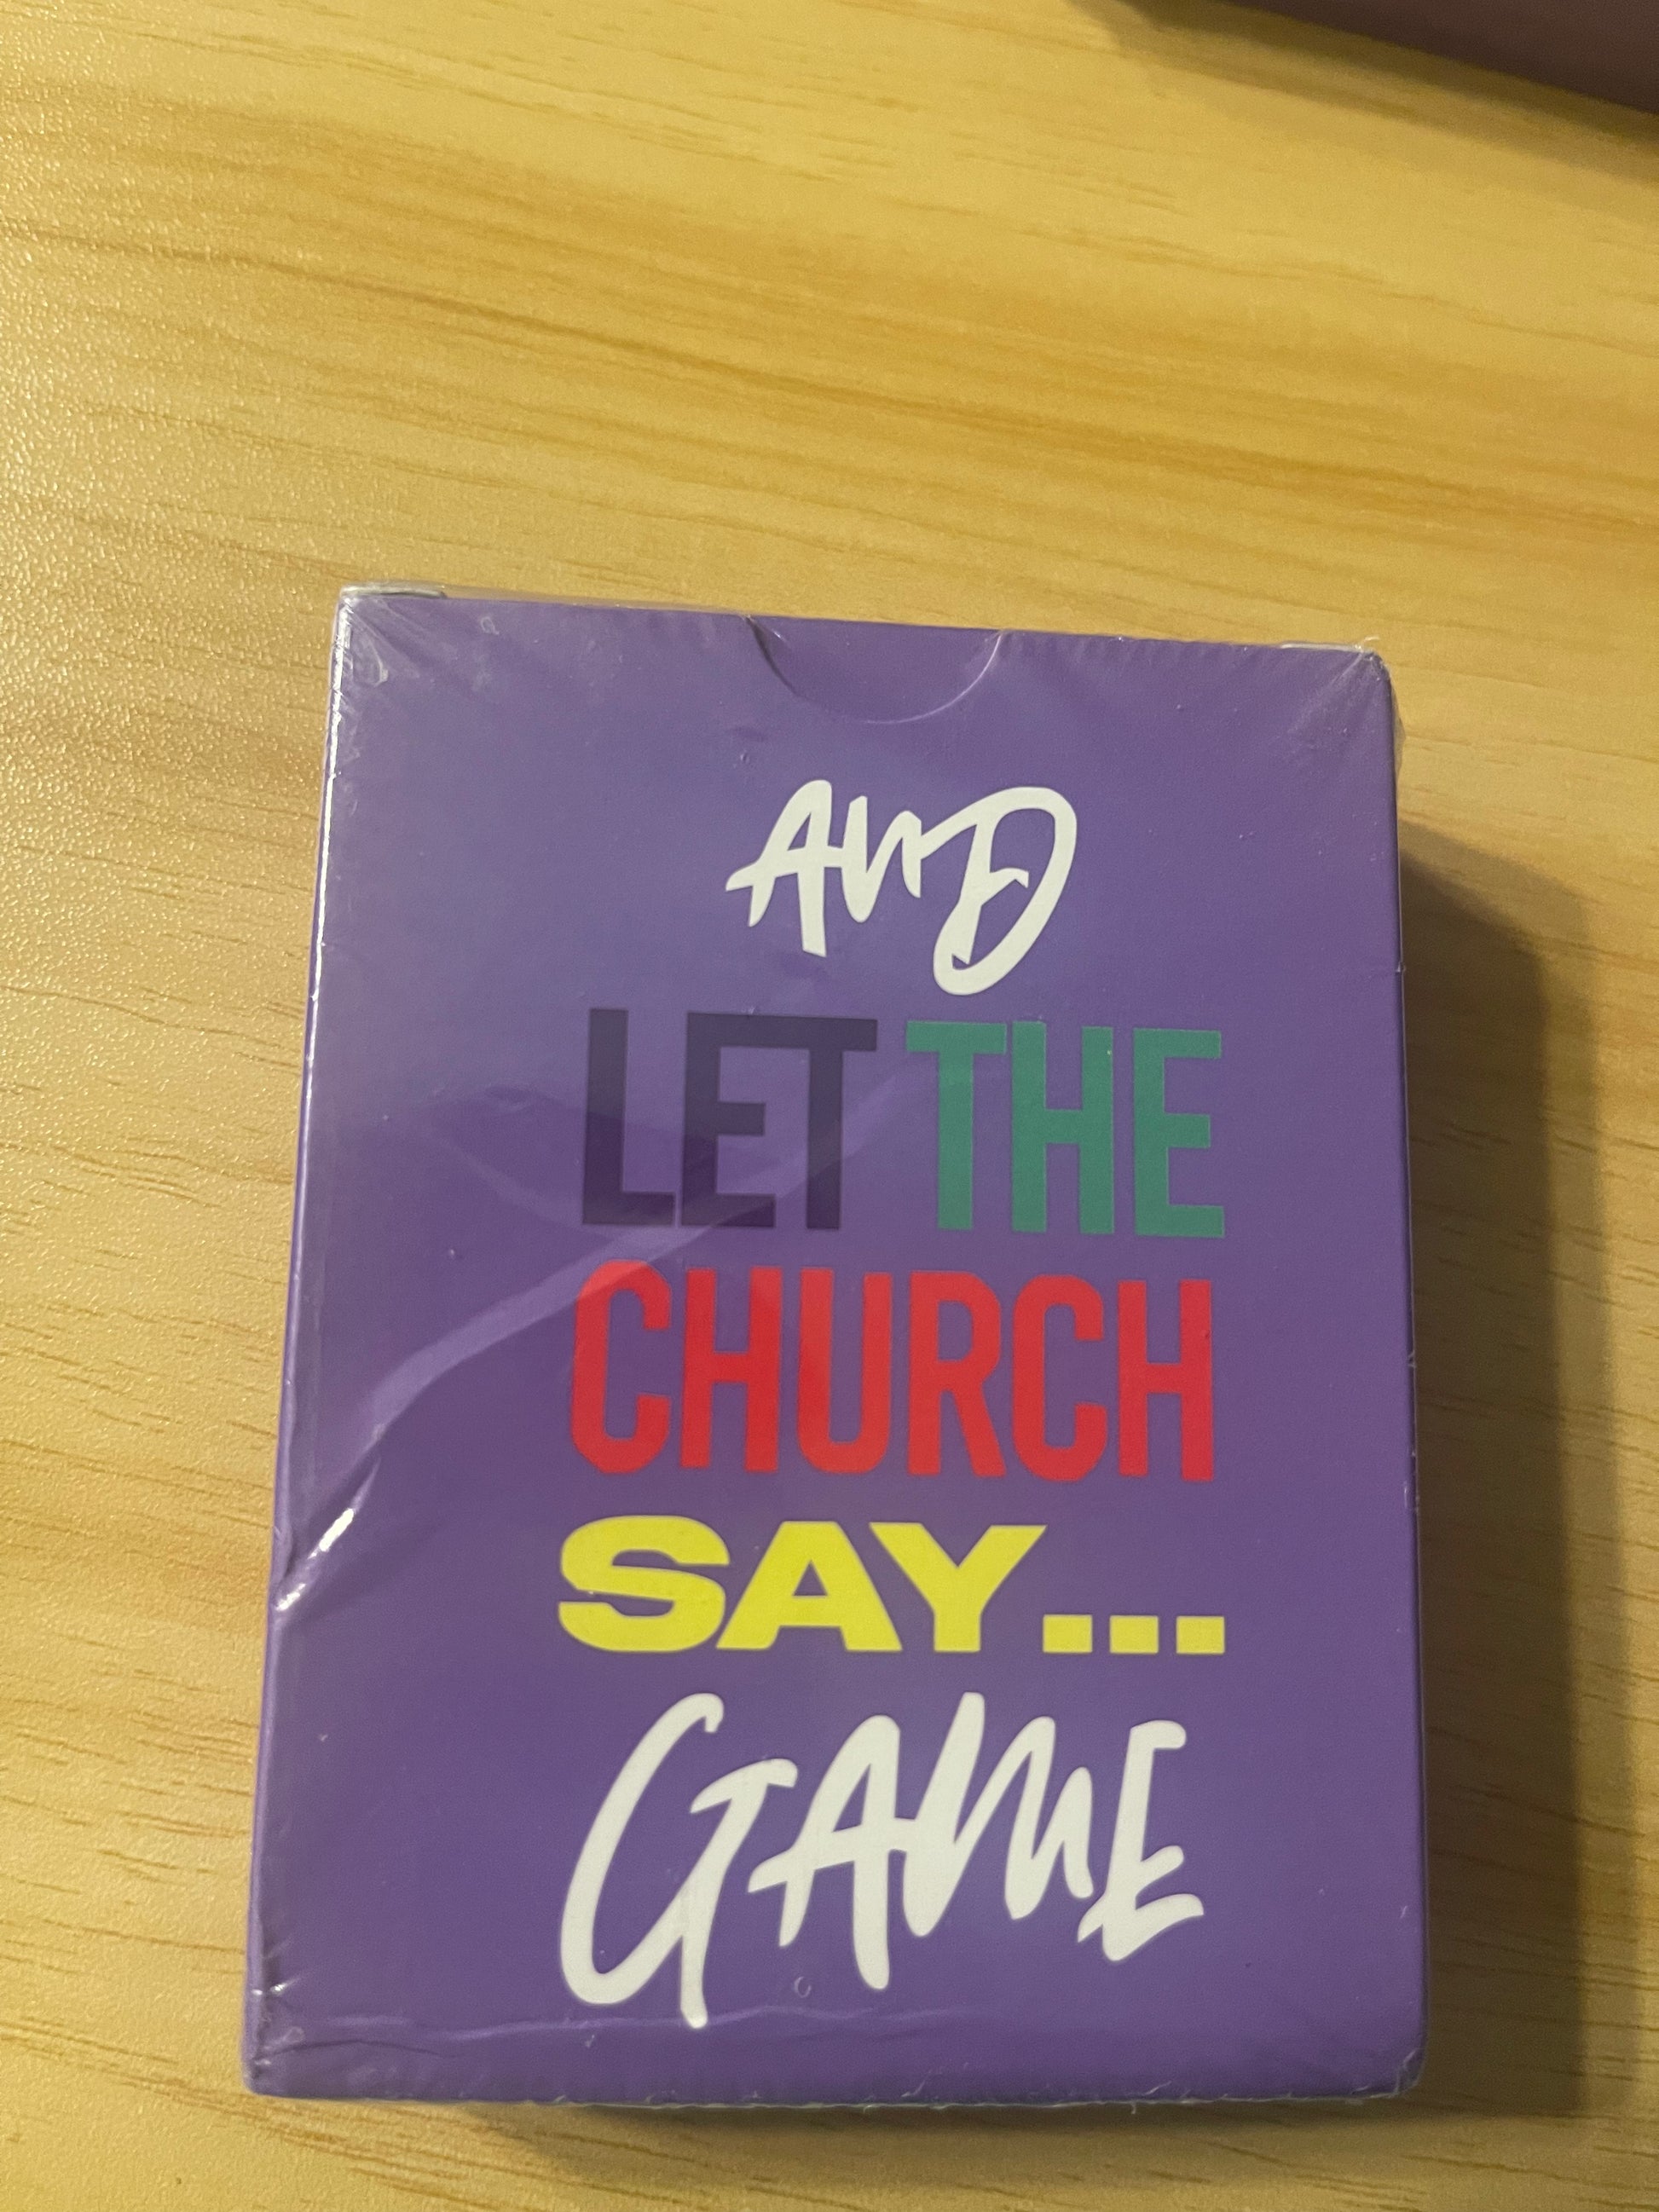 AND
LET THE
CHURCH
SAY...
GAME